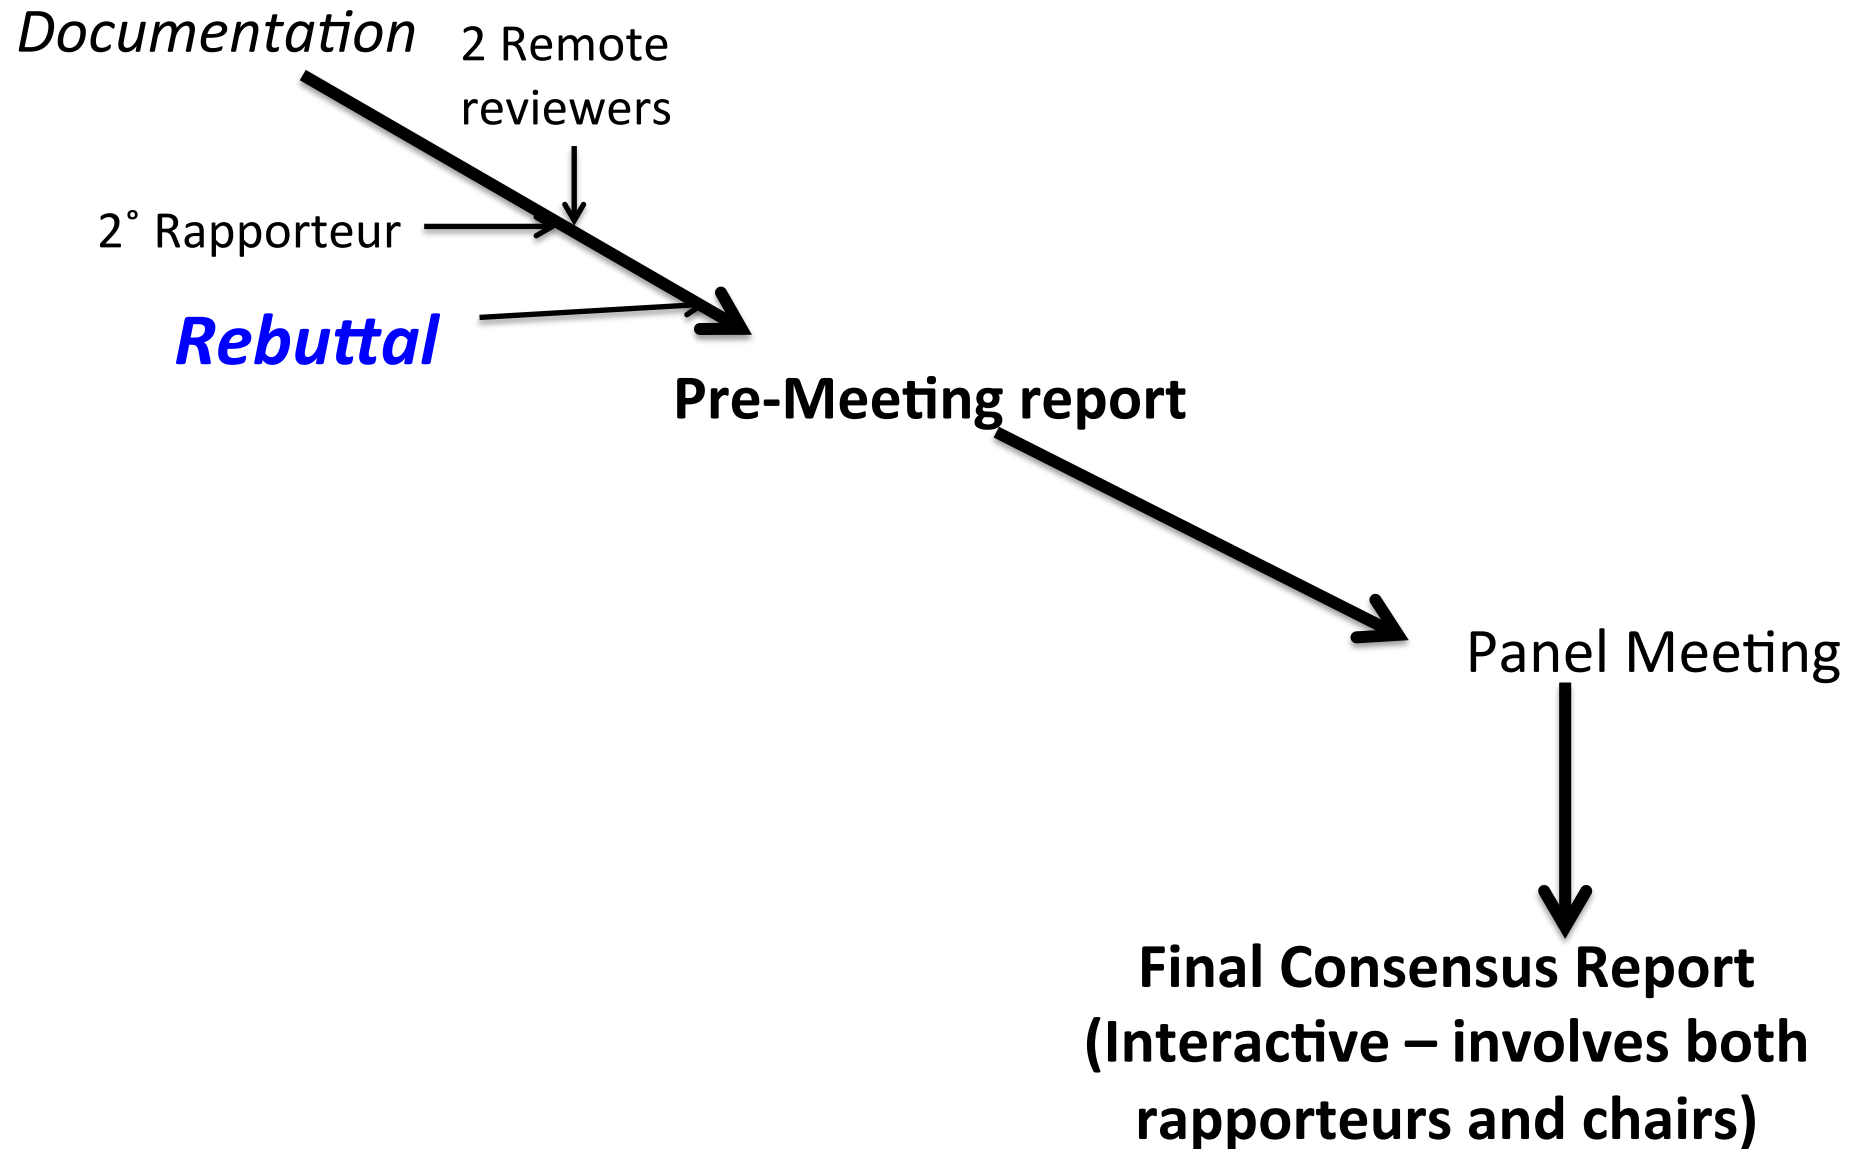 Documentation
2 Remote
reviewers
2˚ Rapporteur
Rebuttal
Pre-Meeting report
Panel Meeting
Final Consensus Report
(Interactive – involves both
rapporteurs and chairs)